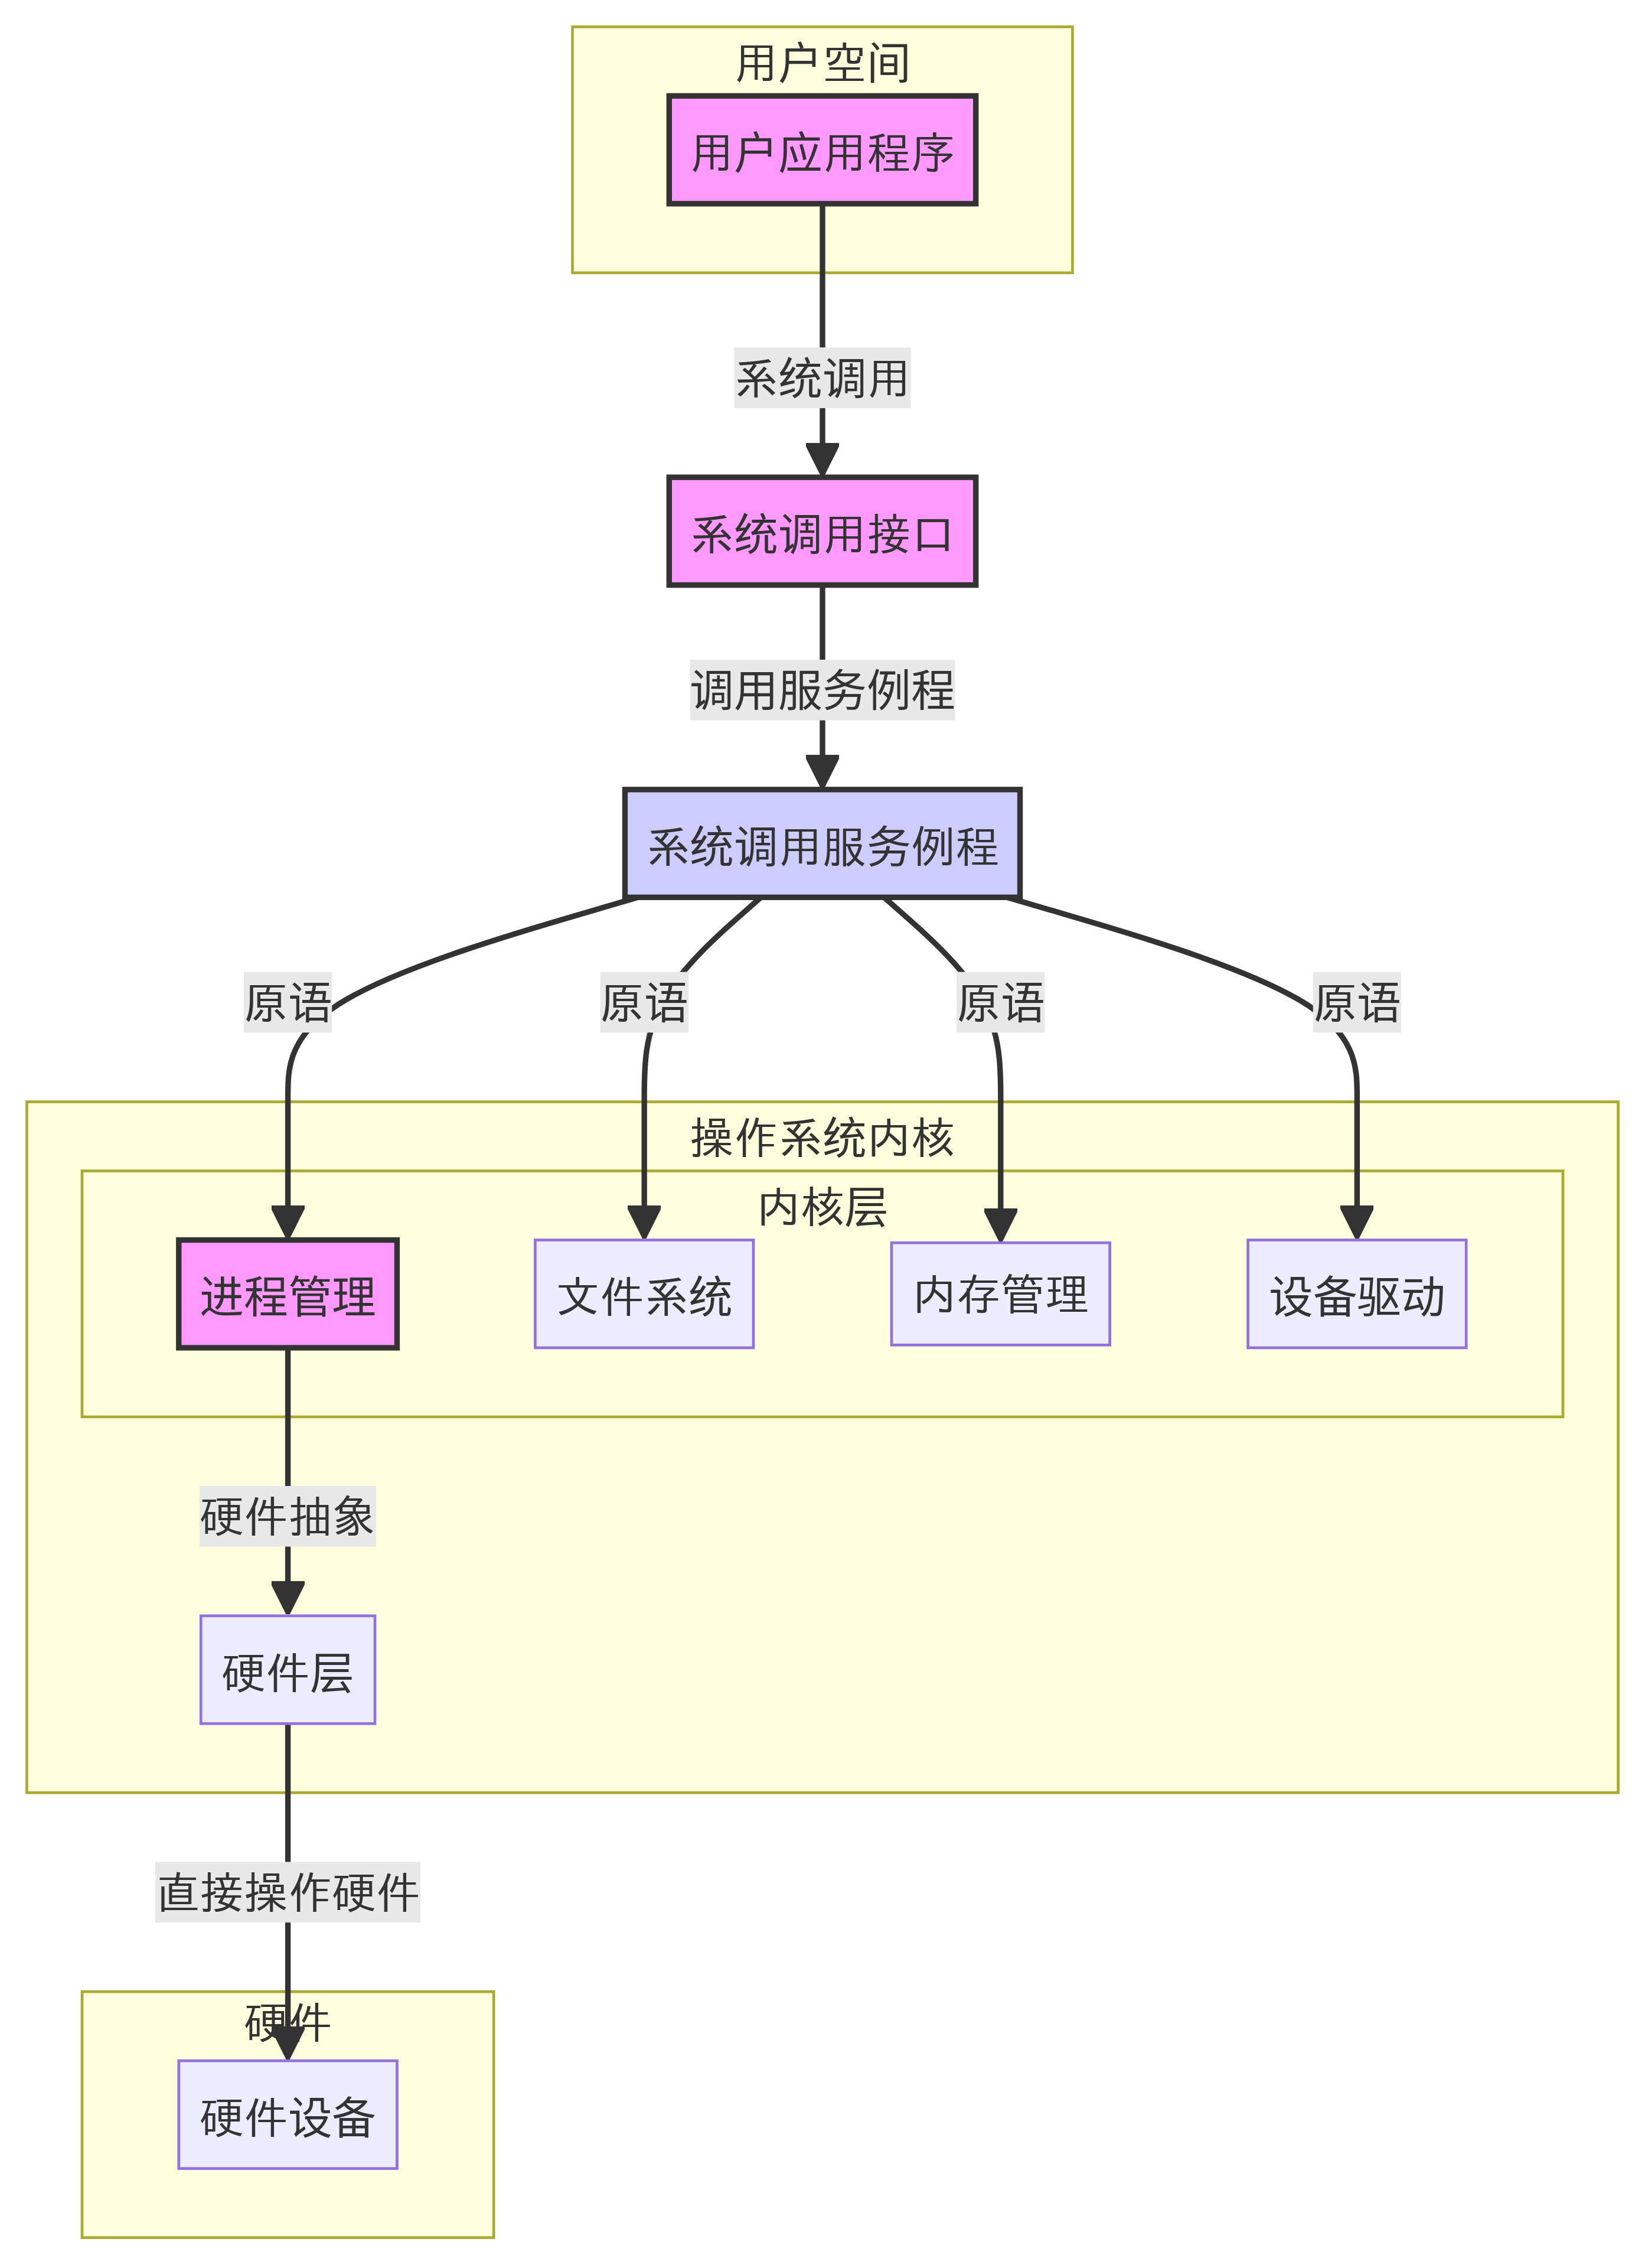 用户空间
用户应用程序
系统调用
系统调用接口
调用服务例程
系统调用服务例程
原语
原语
原语
原语
操作系统内核
内核层
进程管理
文件系统
内存管理
设备驱动
硬件抽象
硬件层
直接操作硬件
硬件
硬件设备